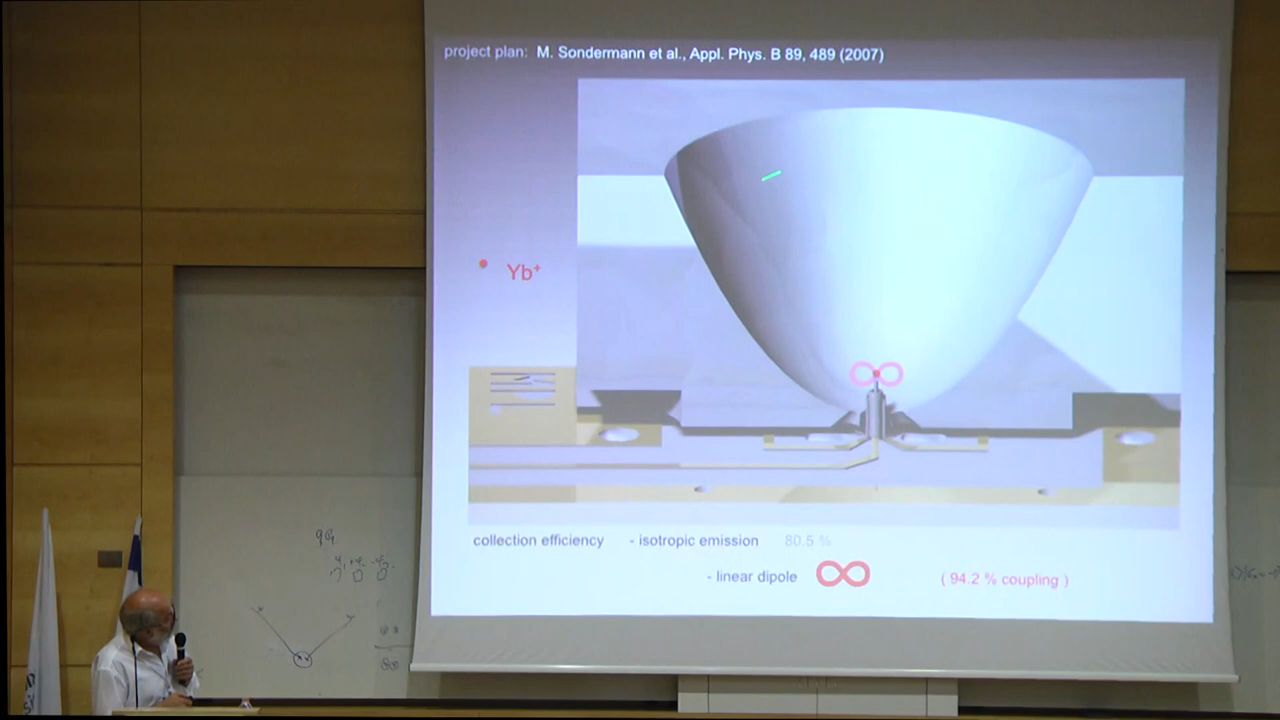 project plan: M. Sondermann et al., Appl. Phys. B 89, 489 (2007)
Yb⁺
collection efficiency - isotropic emission 80.5 %
- linear dipole ( 94.2 % coupling )